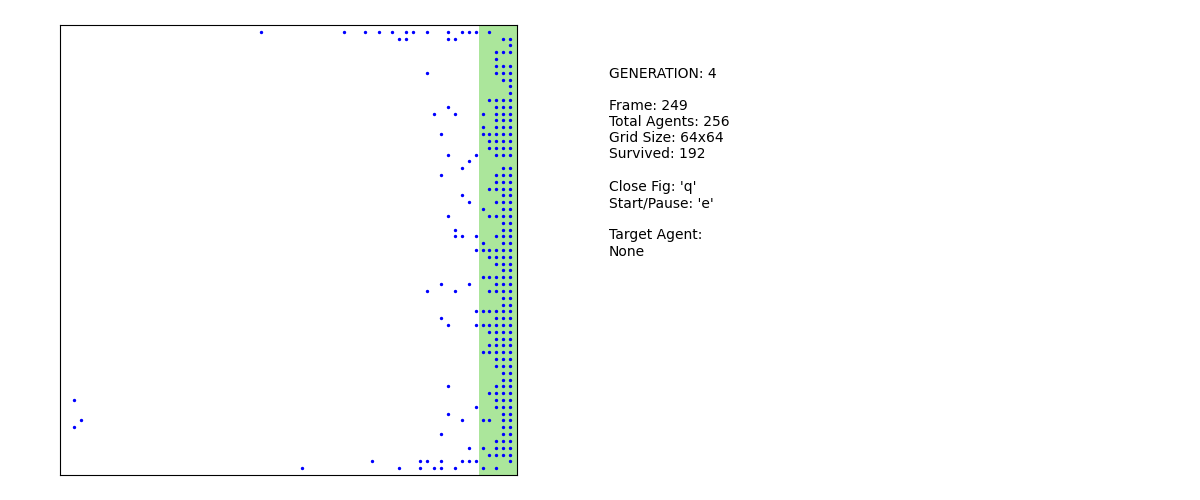 GENERATION: 4
Frame: 249
Total Agents: 256
Grid Size: 64x64
Survived: 192
Close Fig: 'q'
Start/Pause: 'e'
Target Agent:
None